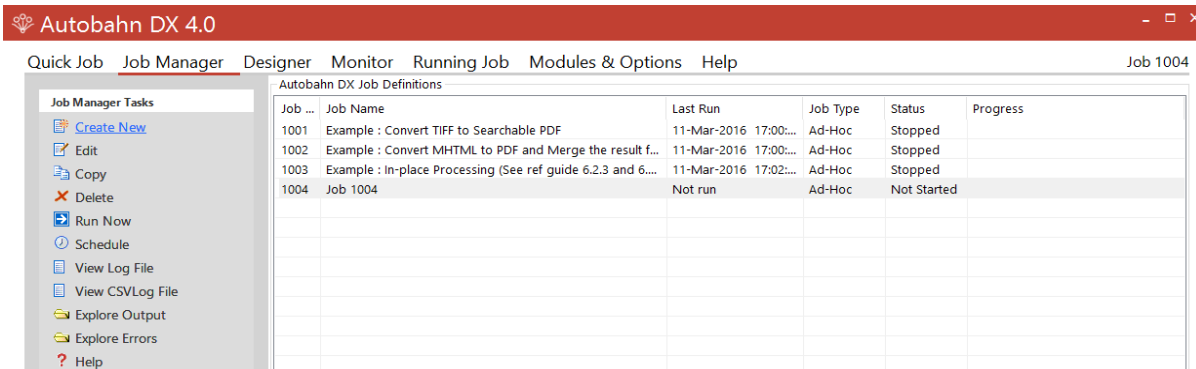 Autobahn DX 4.0
Quick Job Job Manager Designer Monitor Running Job Modules & Options Help Job 1004
Autobahn DX Job Definitions
Job Manager Tasks
Create New
Edit
Copy
Delete
Run Now
Schedule
View Log File
View CSVLog File
Explore Output
Explore Errors
Help
Job ... Job Name Last Run Job Type Status Progress
1001 Example : Convert TIFF to Searchable PDF 11-Mar-2016 17:00:... Ad-Hoc Stopped
1002 Example : Convert MHTML to PDF and Merge the result f... 11-Mar-2016 17:00:... Ad-Hoc Stopped
1003 Example : In-place Processing (See ref guide 6.2.3 and 6.... 11-Mar-2016 17:02:... Ad-Hoc Stopped
1004 Job 1004 Not run Ad-Hoc Not Started